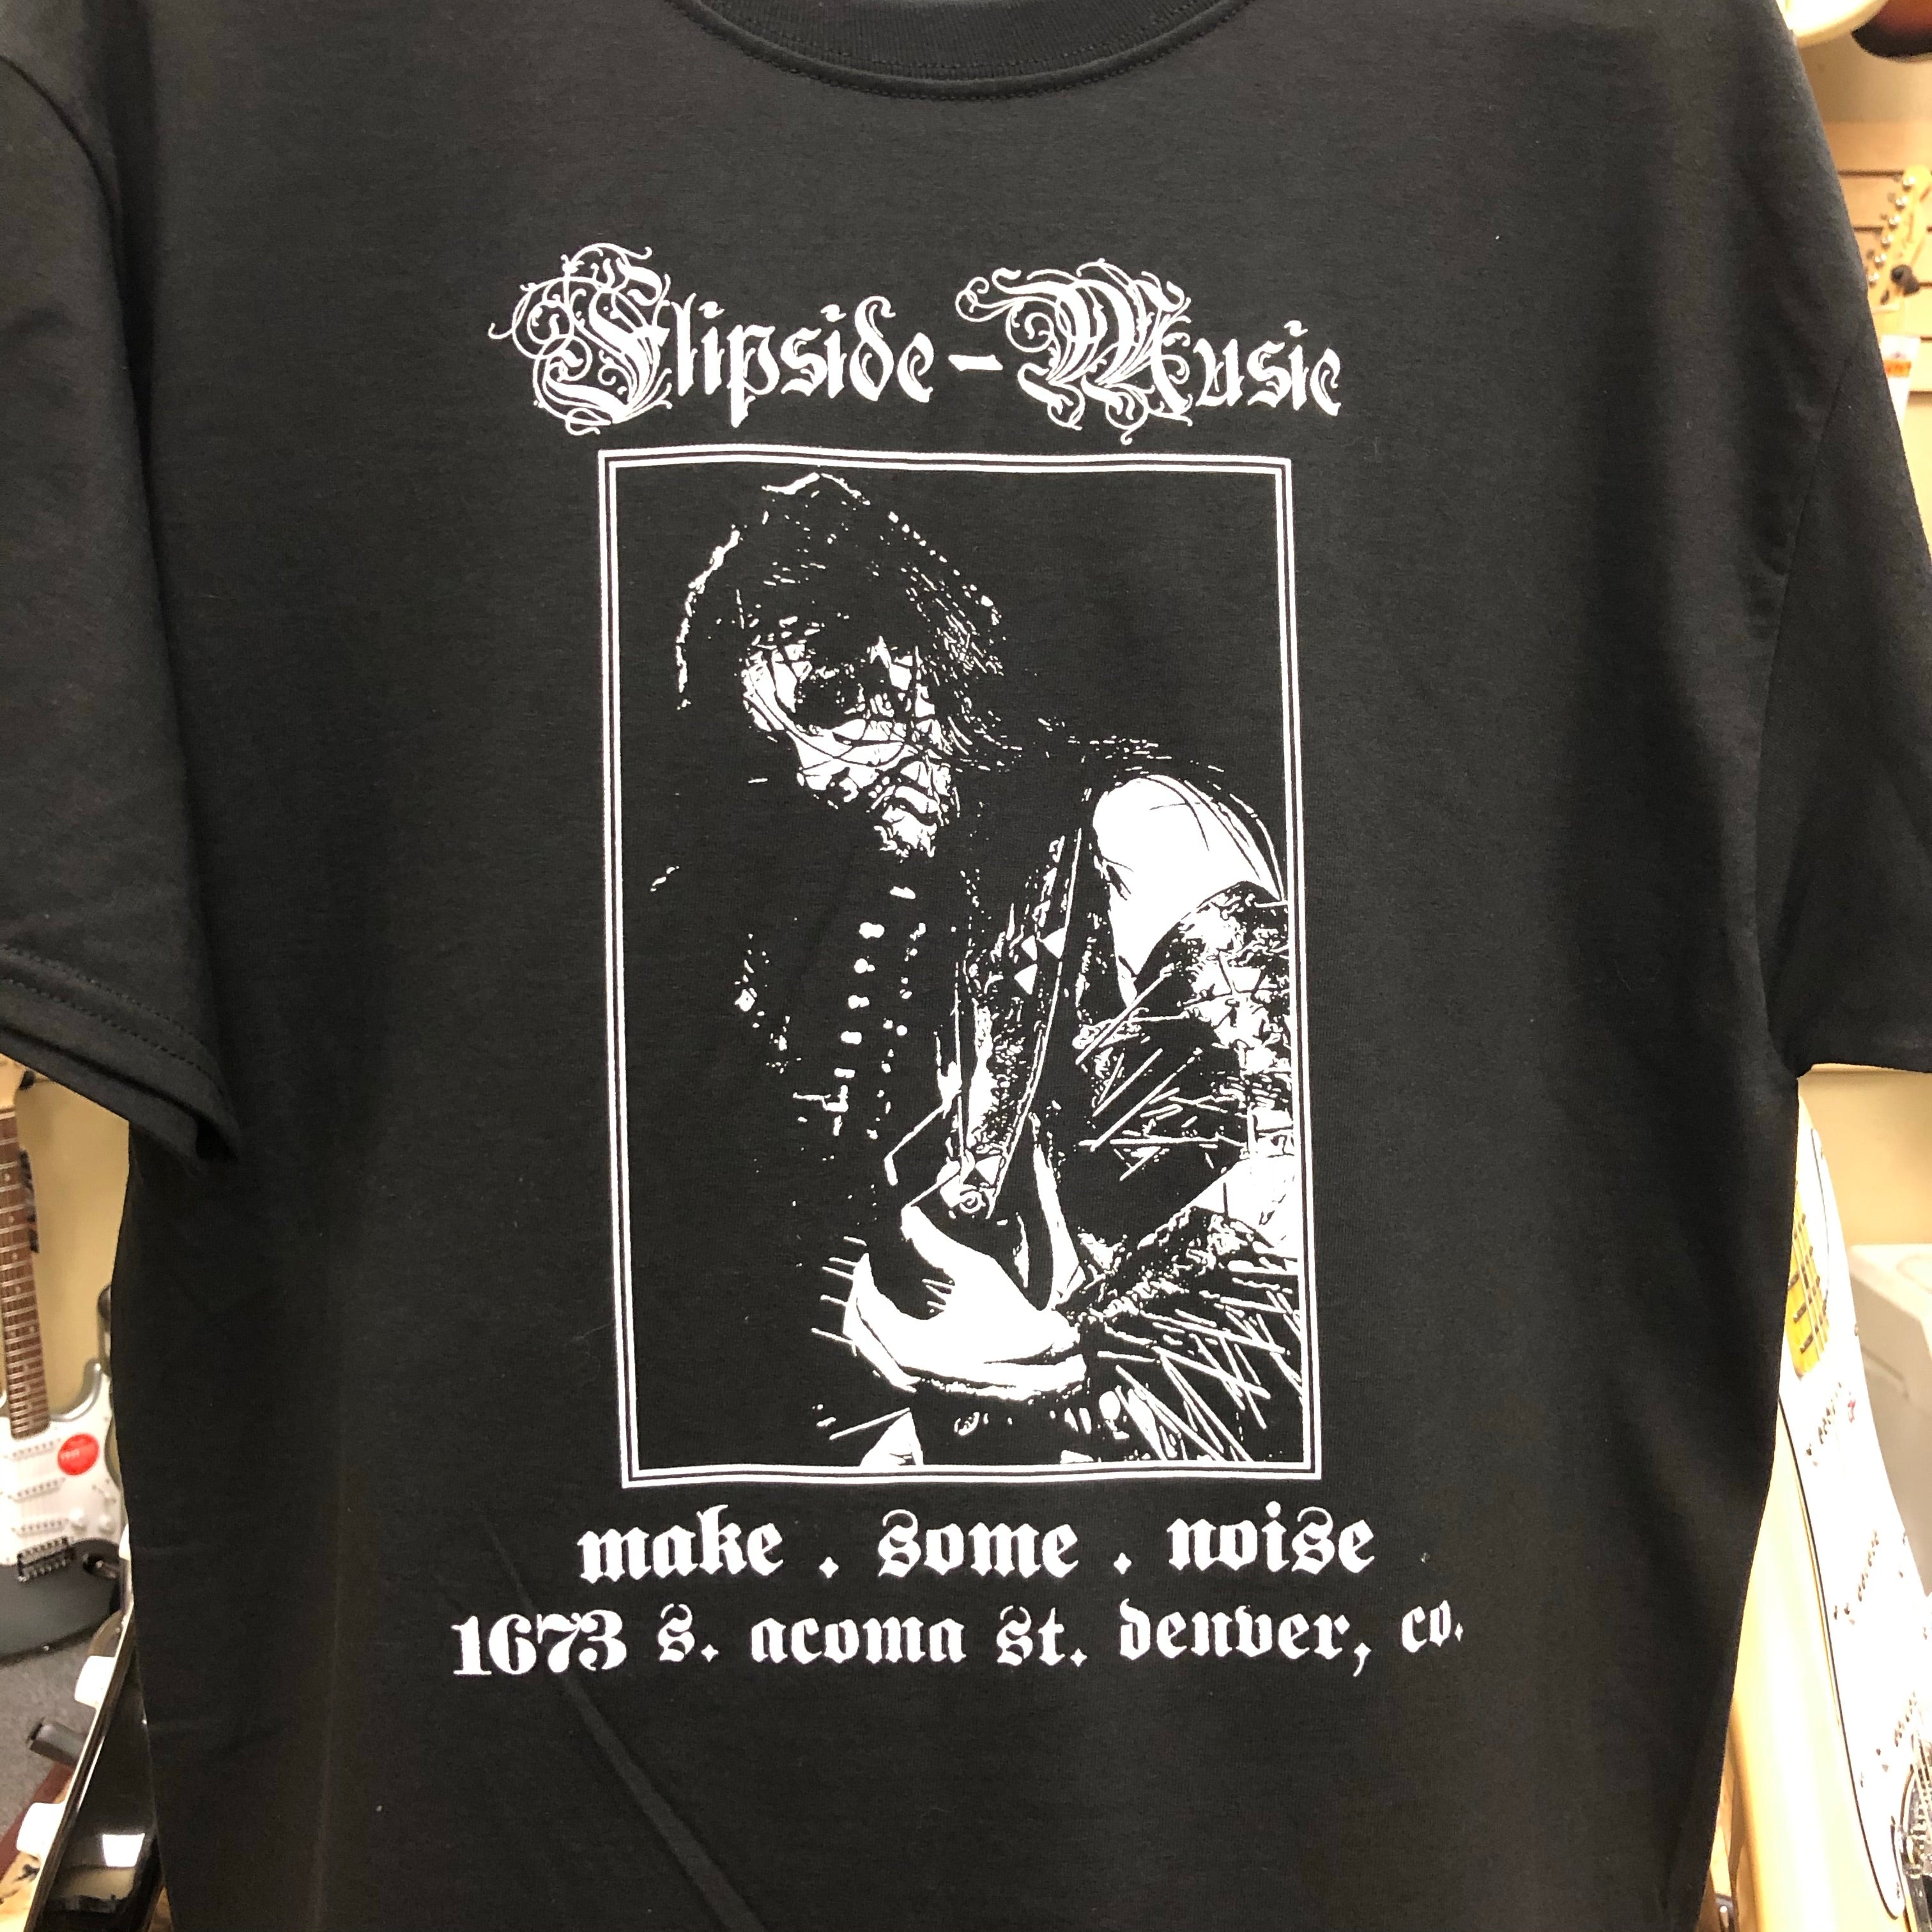 Flipside-Music
make . some . noise
1673 s. acoma st. denver, co.